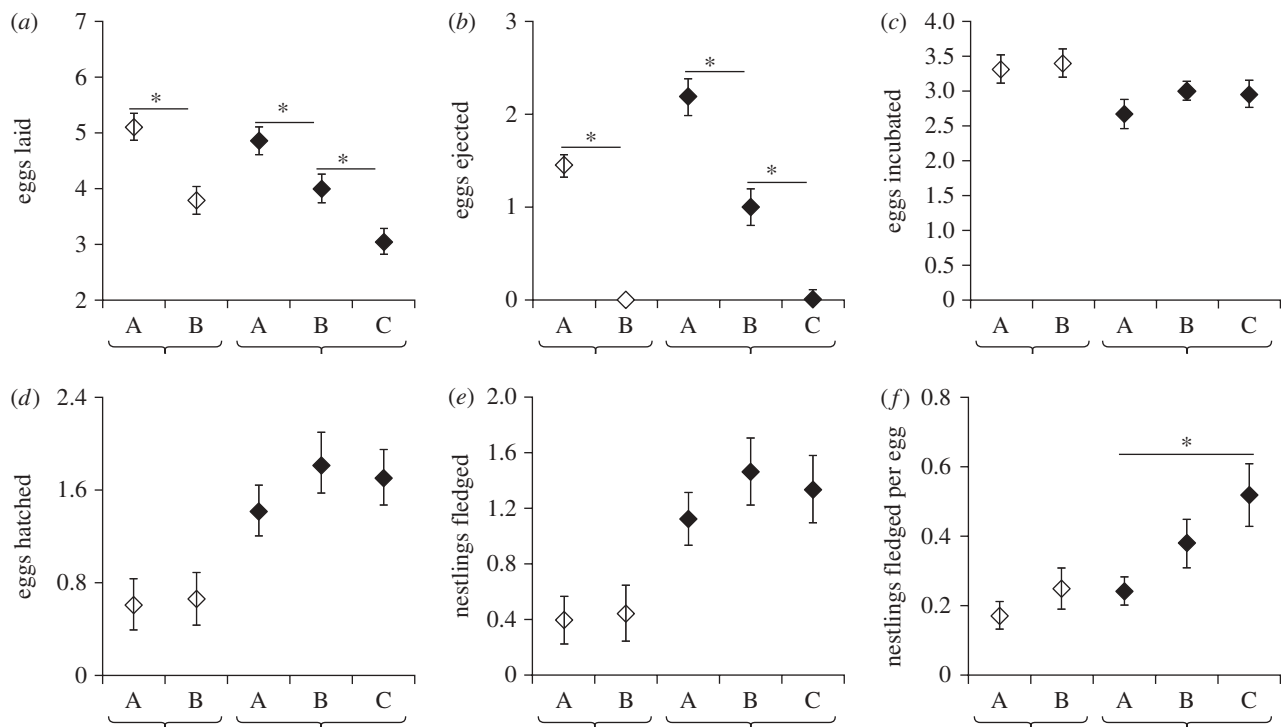 (a)
7
6
5
4
3
2
eggs laid
*
*
*
A B A B C
(b)
3
2
1
0
eggs ejected
*
*
*
A B A B C
(c)
4.0
3.5
3.0
2.5
2.0
1.5
1.0
0.5
0
eggs incubated
A B A B C
(d)
2.4
1.6
0.8
0
eggs hatched
A B A B C
(e)
2.0
1.6
1.2
0.8
0.4
0
nestlings fledged
A B A B C
(f)
0.8
0.6
0.4
0.2
0
nestlings fledged per egg
*
A B A B C